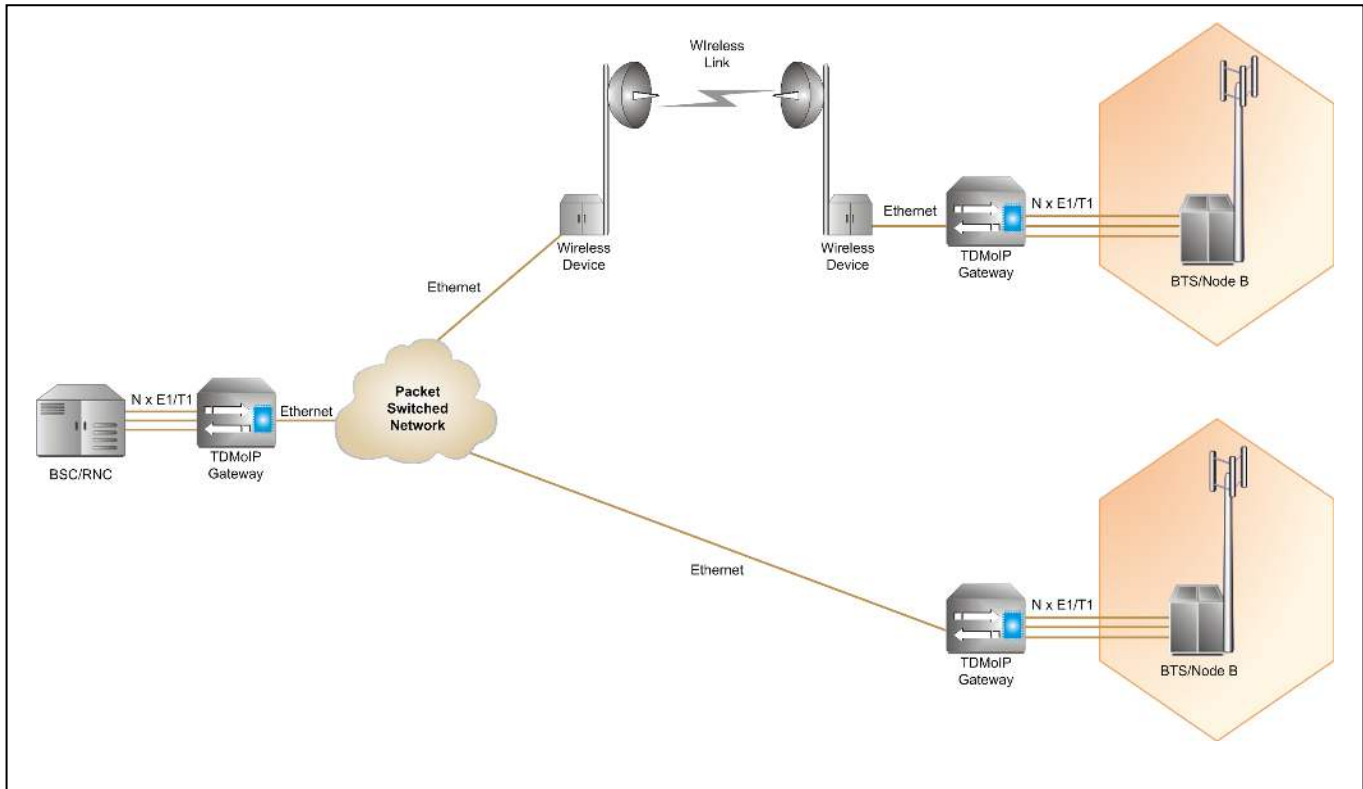 WIreless
Link
Ethernet
N x E1/T1
Wireless
Device
Wireless
Device
TDMoIP
Gateway
BTS/Node B
Ethernet
Packet
Switched
Network
N x E1/T1
Ethernet
TDMoIP
Gateway
BSC/RNC
Ethernet
N x E1/T1
TDMoIP
Gateway
BTS/Node B